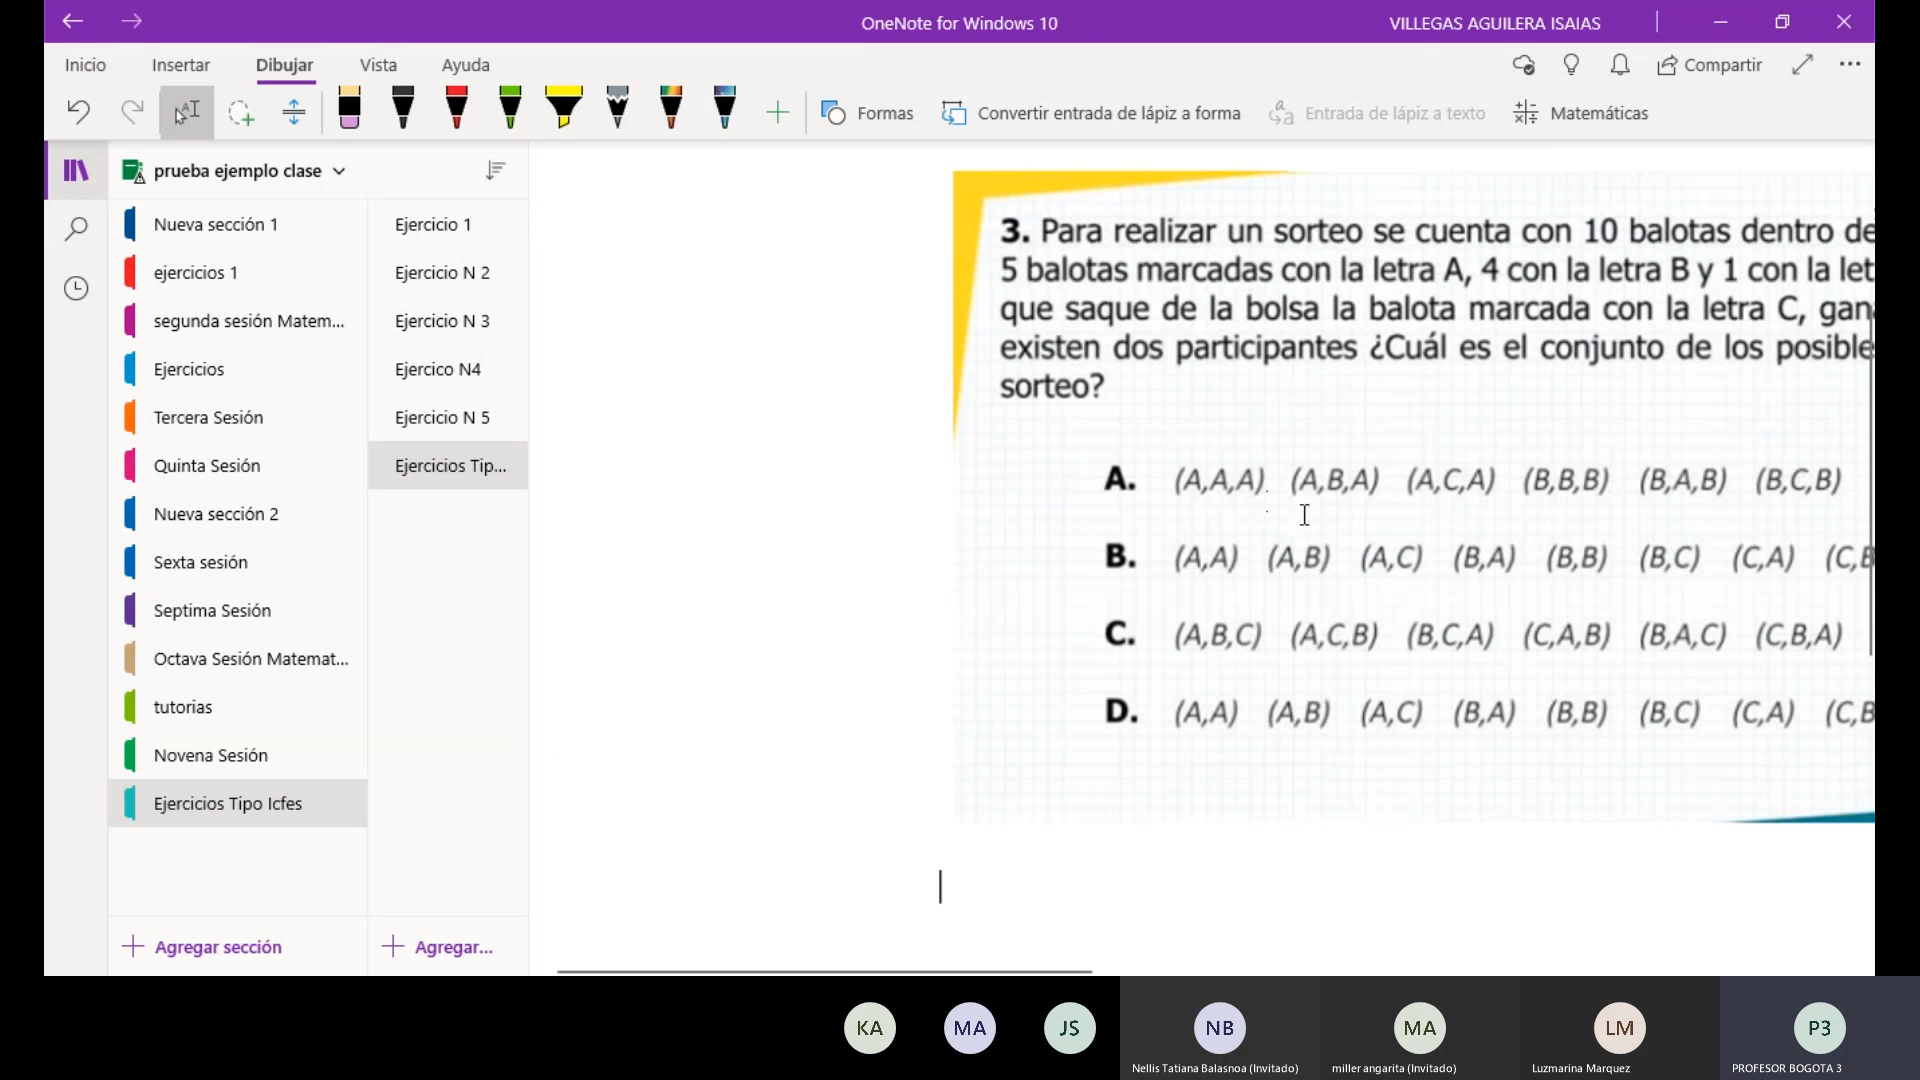 OneNote for Windows 10
VILLEGAS AGUILERA ISAIAS
Inicio
Insertar
Dibujar
Vista
Ayuda
Compartir
Formas
Convertir entrada de lápiz a forma
Entrada de lápiz a texto
Matemáticas
prueba ejemplo clase
Nueva sección 1
ejercicios 1
segunda sesión Matem...
Ejercicios
Tercera Sesión
Quinta Sesión
Nueva sección 2
Sexta sesión
Septima Sesión
Octava Sesión Matemat...
tutorias
Novena Sesión
Ejercicios Tipo Icfes
Agregar sección
Ejercicio 1
Ejercicio N 2
Ejercicio N 3
Ejercico N4
Ejercicio N 5
Ejercicios Tip...
Agregar...
3. Para realizar un sorteo se cuenta con 10 balotas dentro de
5 balotas marcadas con la letra A, 4 con la letra B y 1 con la let
que saque de la bolsa la balota marcada con la letra C, gan
existen dos participantes ¿Cuál es el conjunto de los posible
sorteo?
A. (A,A,A) (A,B,A) (A,C,A) (B,B,B) (B,A,B) (B,C,B)
B. (A,A) (A,B) (A,C) (B,A) (B,B) (B,C) (C,A) (C,B
C. (A,B,C) (A,C,B) (B,C,A) (C,A,B) (B,A,C) (C,B,A)
D. (A,A) (A,B) (A,C) (B,A) (B,B) (B,C) (C,A) (C,B
KA
MA
JS
NB
MA
LM
P3
Nellis Tatiana Balasnoa (Invitado)
miller angarita (Invitado)
Luzmarina Marquez
PROFESOR BOGOTA 3